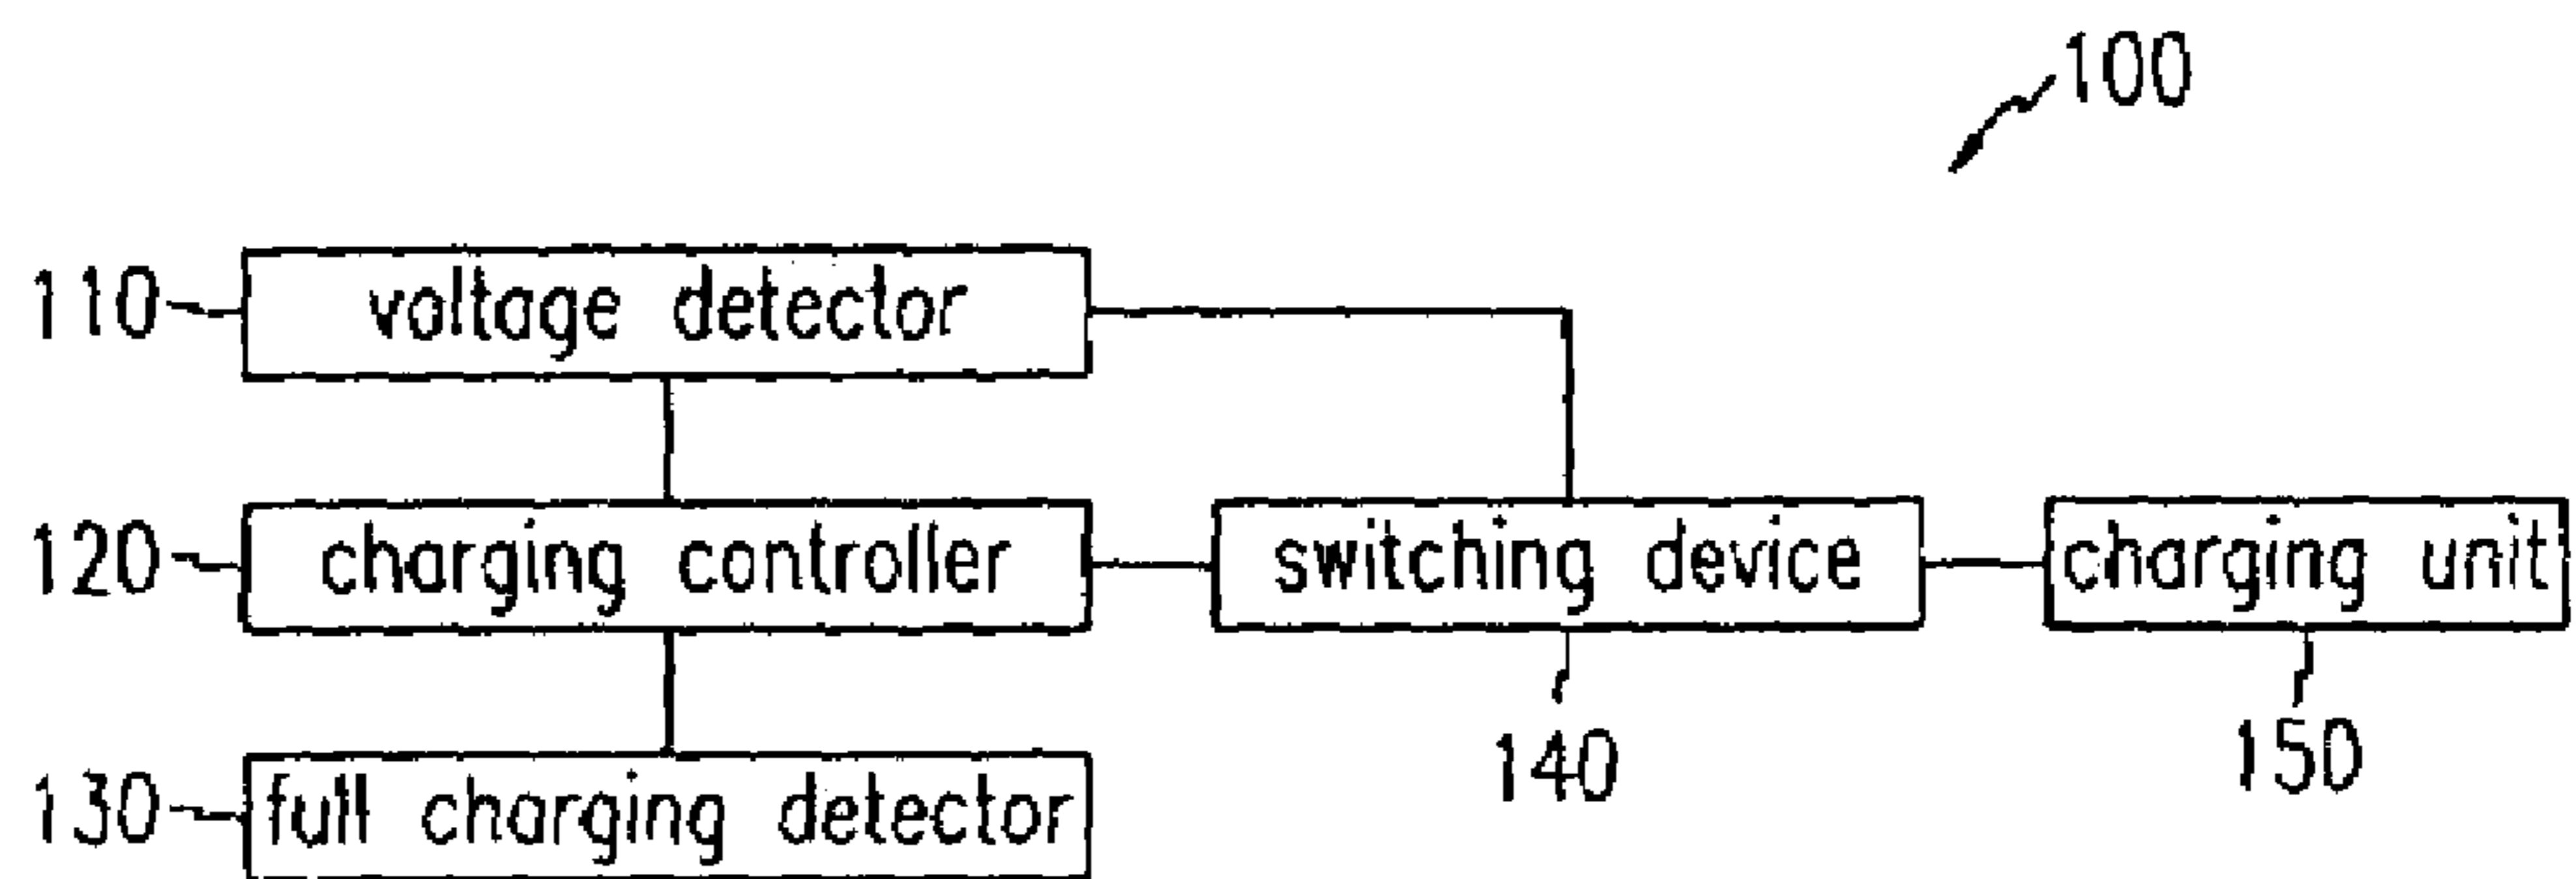 100
110 voltage detector
120 charging controller switching device charging unit
140 150
130 full charging detector